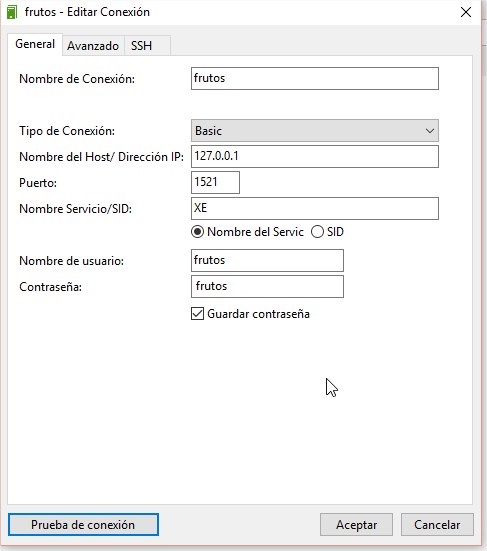 frutos - Editar Conexión
General Avanzado SSH
Nombre de Conexión: frutos
Tipo de Conexión: Basic
Nombre del Host/ Dirección IP: 127.0.0.1
Puerto: 1521
Nombre Servicio/SID: XE
Nombre del Servic SID
Nombre de usuario: frutos
Contraseña: frutos
Guardar contraseña
Prueba de conexión Aceptar Cancelar